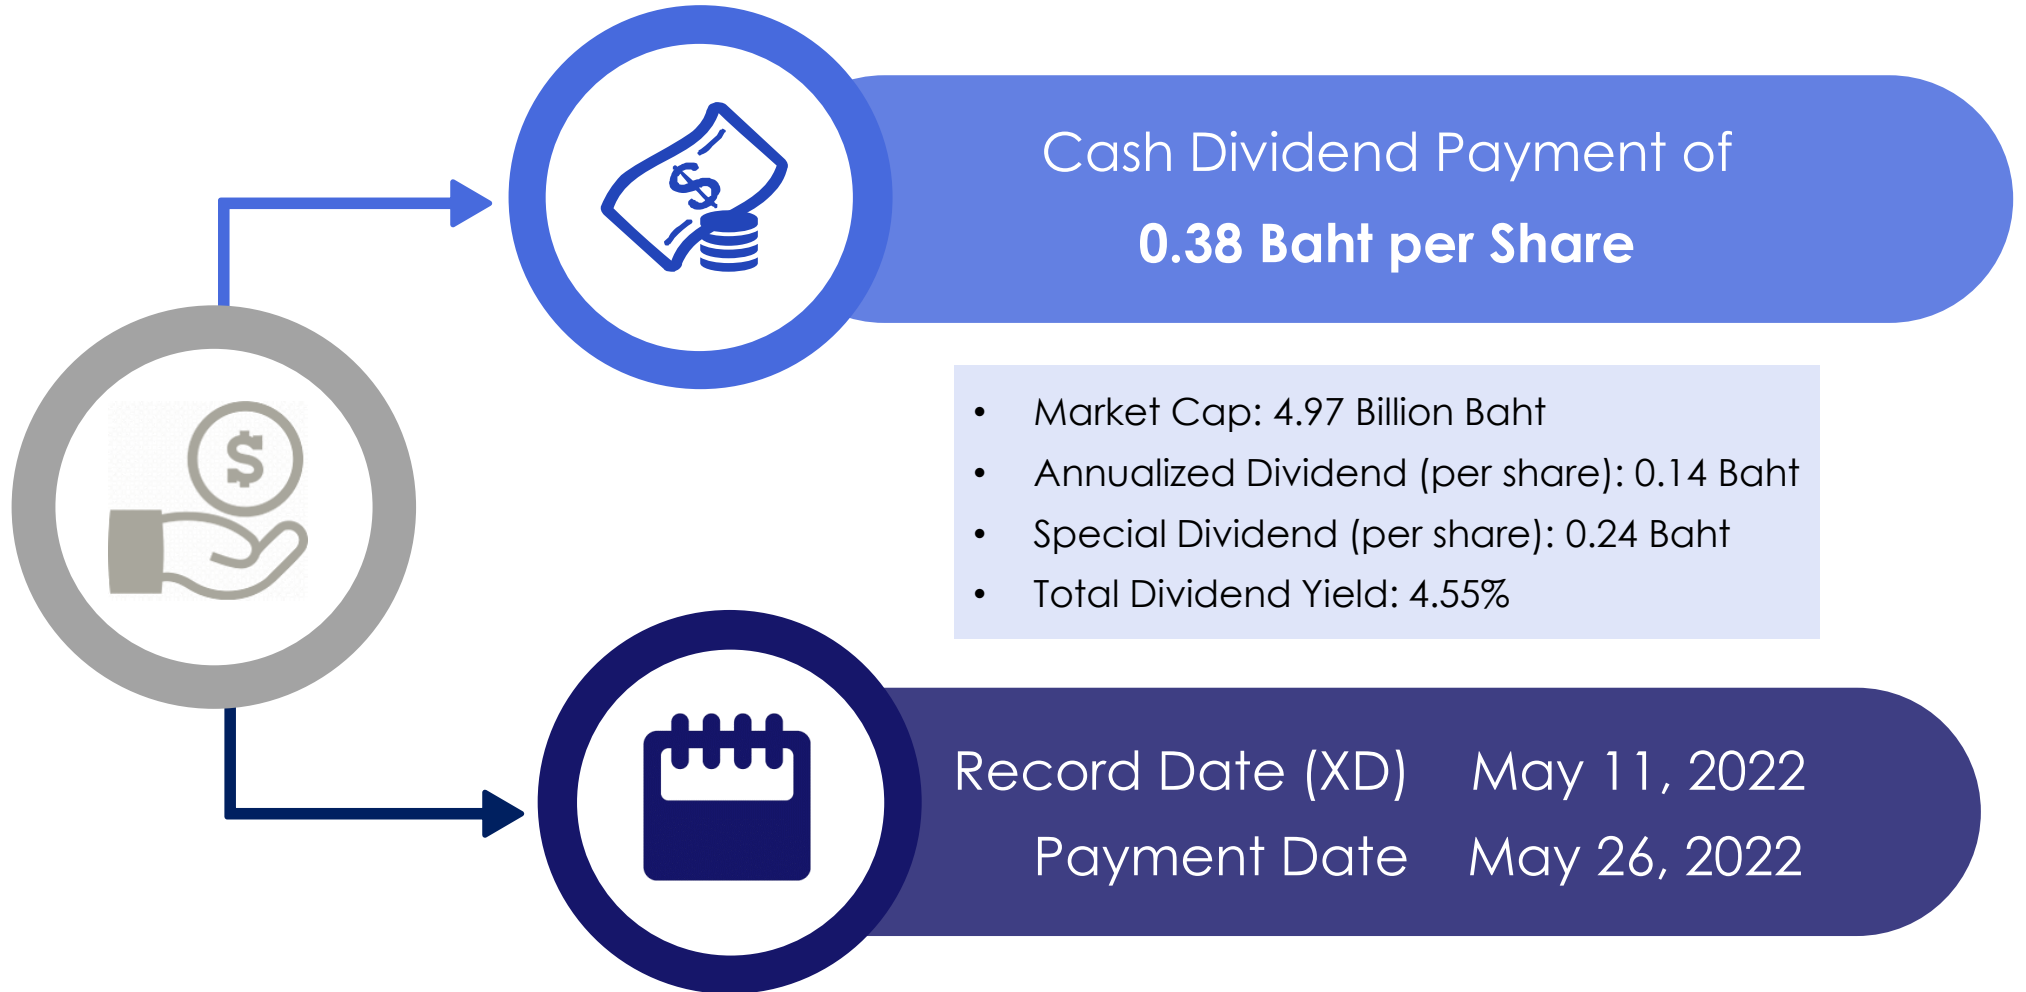 Cash Dividend Payment of
0.38 Baht per Share
• Market Cap: 4.97 Billion Baht
• Annualized Dividend (per share): 0.14 Baht
• Special Dividend (per share): 0.24 Baht
• Total Dividend Yield: 4.55%
Record Date (XD) May 11, 2022
Payment Date May 26, 2022